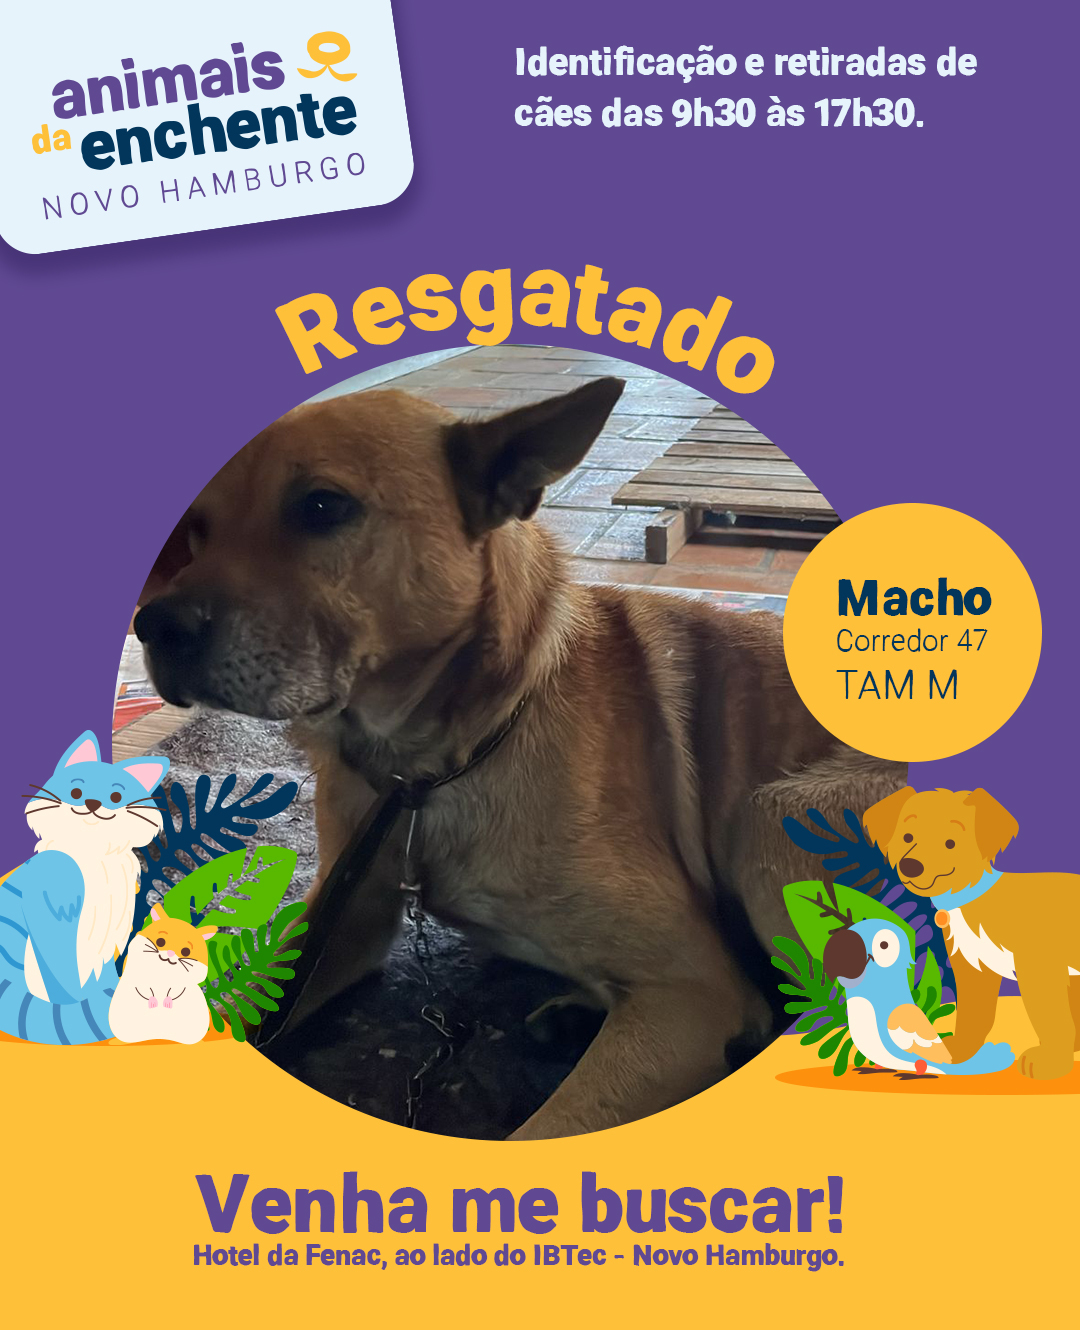 animais
da enchente
NOVO HAMBURGO
Identificação e retiradas de
cães das 9h30 às 17h30.
Resgatado
Macho
Corredor 47
TAM M
Venha me buscar!
Hotel da Fenac, ao lado do IBTec - Novo Hamburgo.